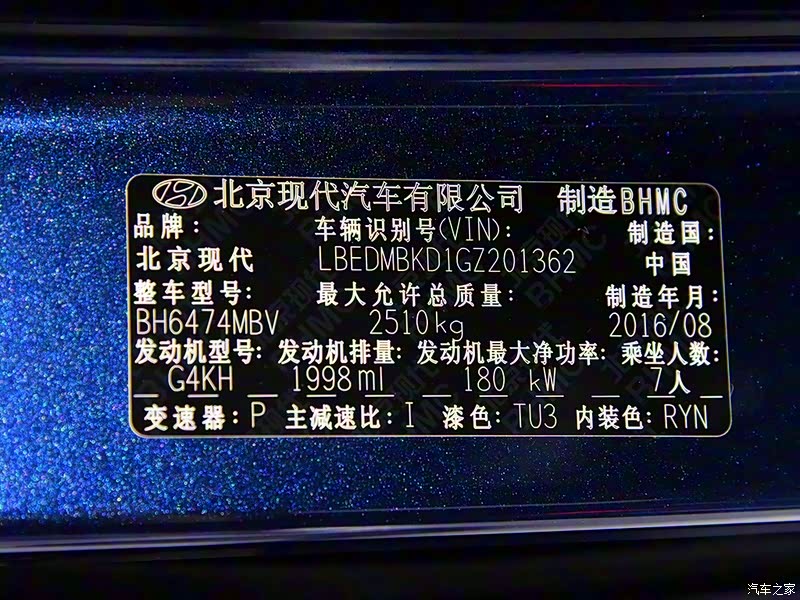 北京现代汽车有限公司 制造BHMC
品牌： 车辆识别号(VIN)： 制造国：
北京现代 LBEDMBKD1GZ201362 中国
整车型号： 最大允许总质量： 制造年月：
BH6474MBV 2510kg 2016/08
发动机型号： 发动机排量： 发动机最大净功率： 乘坐人数：
G4KH 1998ml 180 kW 7人
变速器：P 主减速比：I 漆色：TU3 内装色：RYN
汽车之家